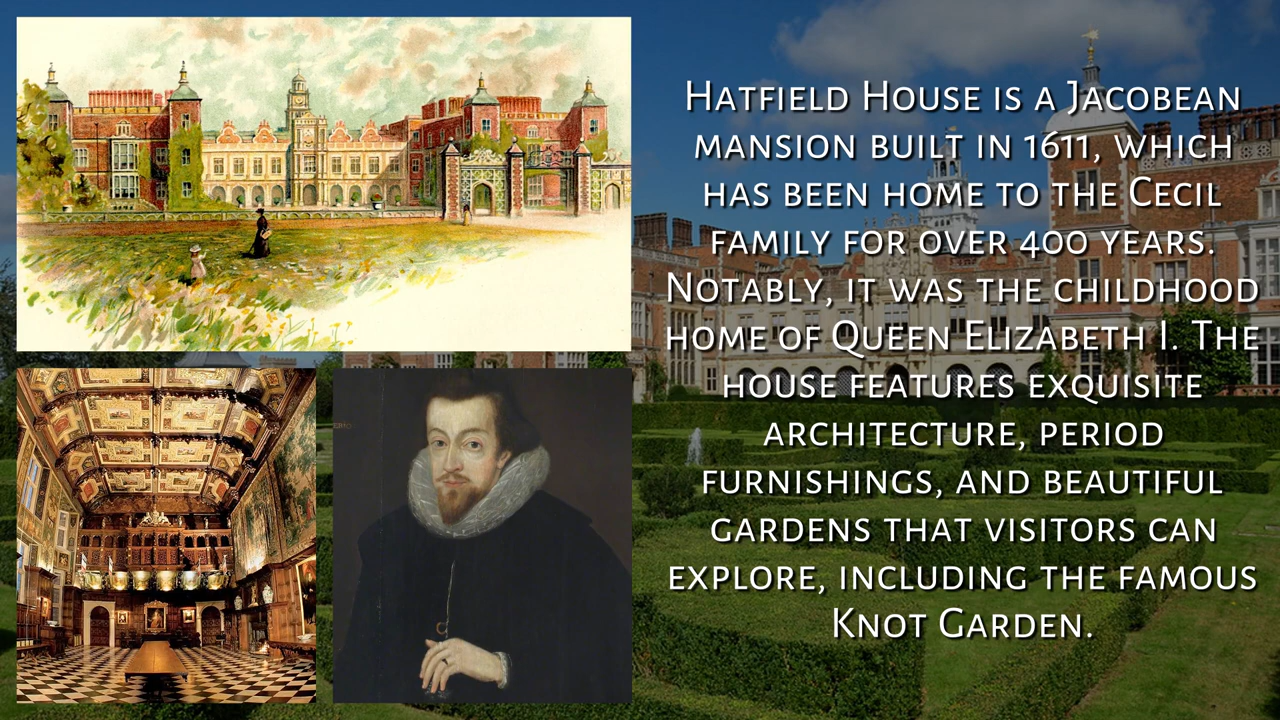 Hatfield House is a Jacobean
mansion built in 1611, which
has been home to the Cecil
family for over 400 years.
Notably, it was the childhood
home of Queen Elizabeth I. The
house features exquisite
architecture, period
furnishings, and beautiful
gardens that visitors can
explore, including the famous
Knot Garden.